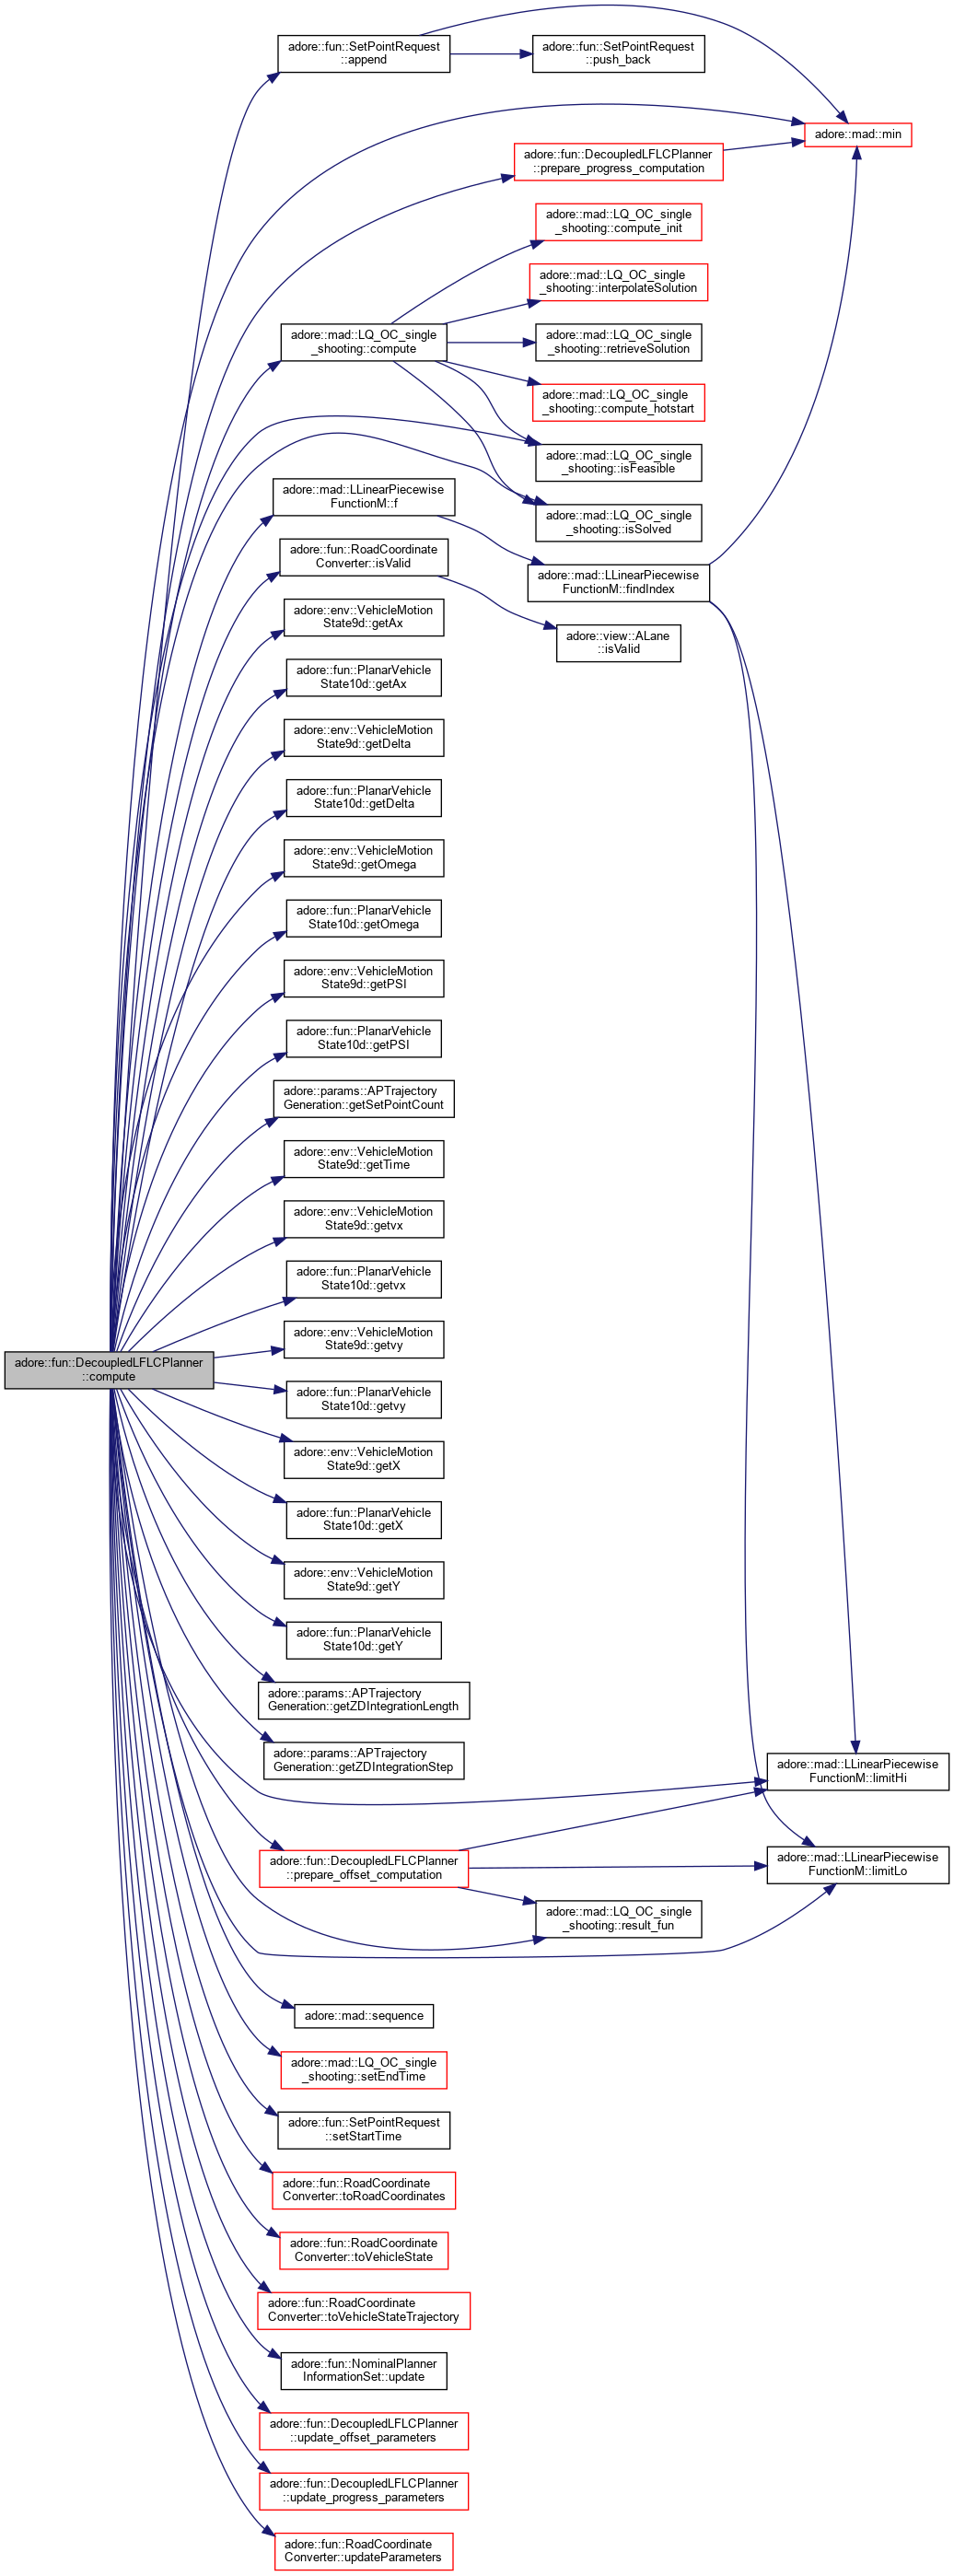 adore::fun::SetPointRequest
::append
adore::fun::SetPointRequest
::push_back
adore::mad::min
adore::fun::DecoupledLFLCPlanner
::prepare_progress_computation
adore::mad::LQ_OC_single
_shooting::compute_init
adore::mad::LQ_OC_single
_shooting::interpolateSolution
adore::mad::LQ_OC_single
_shooting::compute
adore::mad::LQ_OC_single
_shooting::retrieveSolution
adore::mad::LQ_OC_single
_shooting::compute_hotstart
adore::mad::LQ_OC_single
_shooting::isFeasible
adore::mad::LLinearPiecewise
FunctionM::f
adore::mad::LQ_OC_single
_shooting::isSolved
adore::fun::RoadCoordinate
Converter::isValid
adore::mad::LLinearPiecewise
FunctionM::findIndex
adore::env::VehicleMotion
State9d::getAx
adore::view::ALane
::isValid
adore::fun::PlanarVehicle
State10d::getAx
adore::env::VehicleMotion
State9d::getDelta
adore::fun::PlanarVehicle
State10d::getDelta
adore::env::VehicleMotion
State9d::getOmega
adore::fun::PlanarVehicle
State10d::getOmega
adore::env::VehicleMotion
State9d::getPSI
adore::fun::PlanarVehicle
State10d::getPSI
adore::params::APTrajectory
Generation::getSetPointCount
adore::env::VehicleMotion
State9d::getTime
adore::env::VehicleMotion
State9d::getvx
adore::fun::PlanarVehicle
State10d::getvx
adore::env::VehicleMotion
State9d::getvy
adore::fun::DecoupledLFLCPlanner
::compute
adore::fun::PlanarVehicle
State10d::getvy
adore::env::VehicleMotion
State9d::getX
adore::fun::PlanarVehicle
State10d::getX
adore::env::VehicleMotion
State9d::getY
adore::fun::PlanarVehicle
State10d::getY
adore::params::APTrajectory
Generation::getZDIntegrationLength
adore::params::APTrajectory
Generation::getZDIntegrationStep
adore::mad::LLinearPiecewise
FunctionM::limitHi
adore::fun::DecoupledLFLCPlanner
::prepare_offset_computation
adore::mad::LLinearPiecewise
FunctionM::limitLo
adore::mad::LQ_OC_single
_shooting::result_fun
adore::mad::sequence
adore::mad::LQ_OC_single
_shooting::setEndTime
adore::fun::SetPointRequest
::setStartTime
adore::fun::RoadCoordinate
Converter::toRoadCoordinates
adore::fun::RoadCoordinate
Converter::toVehicleState
adore::fun::RoadCoordinate
Converter::toVehicleStateTrajectory
adore::fun::NominalPlanner
InformationSet::update
adore::fun::DecoupledLFLCPlanner
::update_offset_parameters
adore::fun::DecoupledLFLCPlanner
::update_progress_parameters
adore::fun::RoadCoordinate
Converter::updateParameters